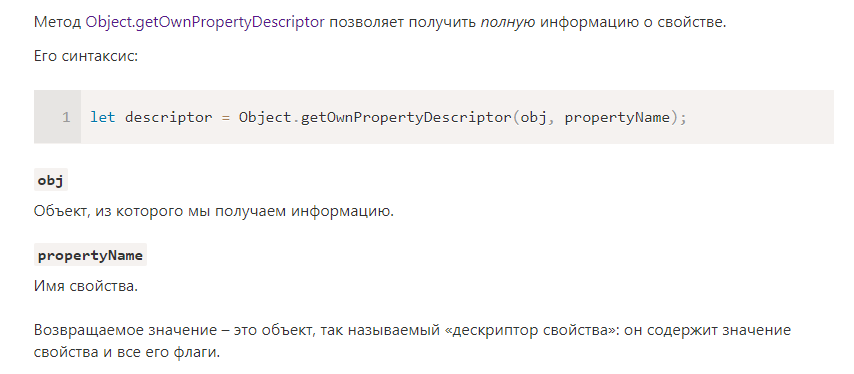 Метод Object.getOwnPropertyDescriptor позволяет получить полную информацию о свойстве.
Его синтаксис:
1 let descriptor = Object.getOwnPropertyDescriptor(obj, propertyName);
obj
Объект, из которого мы получаем информацию.
propertyName
Имя свойства.
Возвращаемое значение – это объект, так называемый «дескриптор свойства»: он содержит значение
свойства и все его флаги.